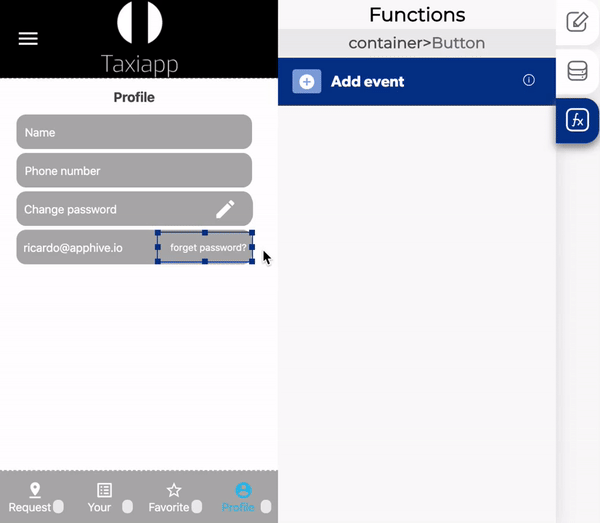 Taxiapp
Profile
Name
Phone number
Change password
ricardo@apphive.io
forget password?
Request
Your
Favorite
Profile
Functions
container>Button
Add event
fx